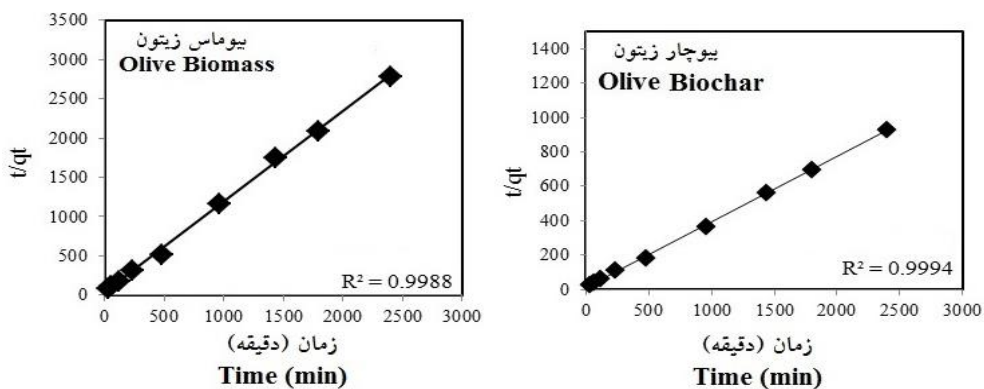 بیوماس زیتون
Olive Biomass
t/qt
3500
3000
2500
2000
1500
1000
500
0
0 500 1000 1500 2000 2500 3000
R² = 0.9988
زمان (دقیقه)
Time (min)
بیوچار زیتون
Olive Biochar
t/qt
1400
1200
1000
800
600
400
200
0
0 500 1000 1500 2000 2500 3000
R² = 0.9994
زمان (دقیقه)
Time (min)